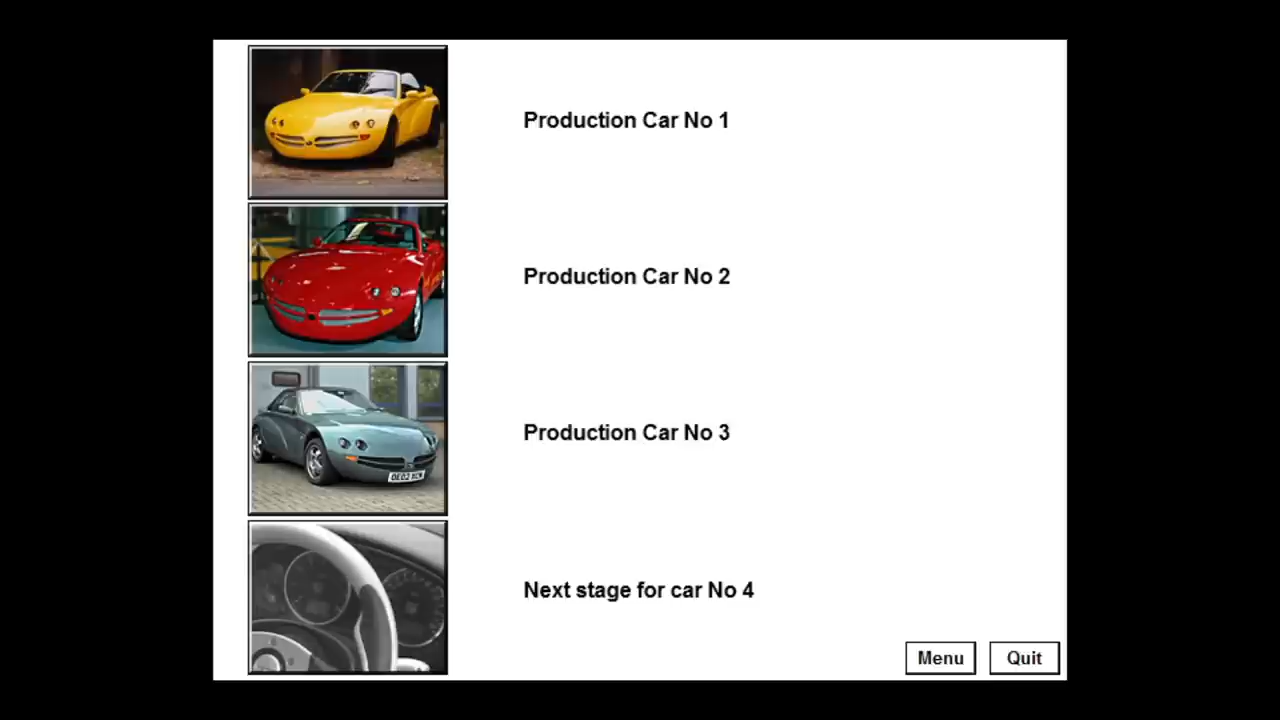 Production Car No 1
Production Car No 2
Production Car No 3
Next stage for car No 4
Menu
Quit